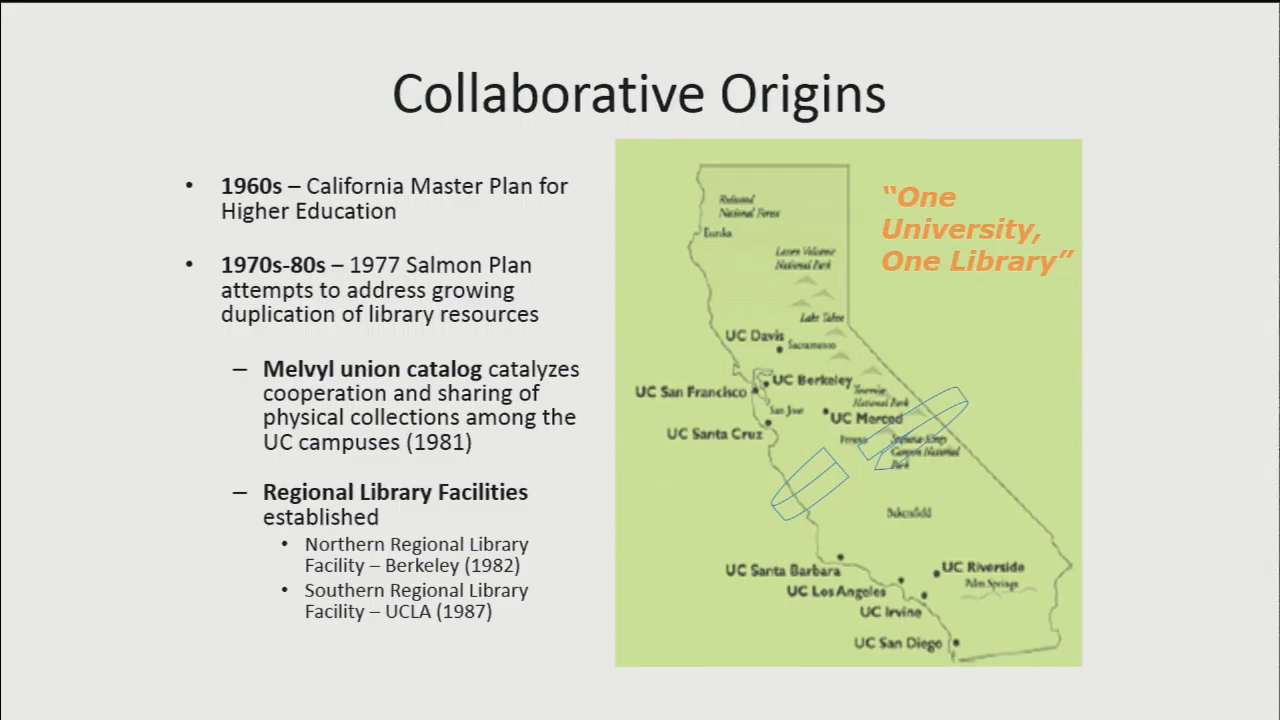 Collaborative Origins
• 1960s – California Master Plan for
Higher Education
• 1970s-80s – 1977 Salmon Plan
attempts to address growing
duplication of library resources
– Melvyl union catalog catalyzes
cooperation and sharing of
physical collections among the
UC campuses (1981)
– Regional Library Facilities
established
• Northern Regional Library
Facility – Berkeley (1982)
• Southern Regional Library
Facility – UCLA (1987)
“One
University,
One Library”
Redwood
National Forest
Eureka
Lassen Volcano
National Park
Lake Tahoe
UC Davis
Sacramento
UC Berkeley
UC San Francisco
National Park
San Jose
UC Merced
UC Santa Cruz
Fresno
Canyon National
Park
Bakersfield
UC Santa Barbara
UC Riverside
Palm Springs
UC Los Angeles
UC Irvine
UC San Diego